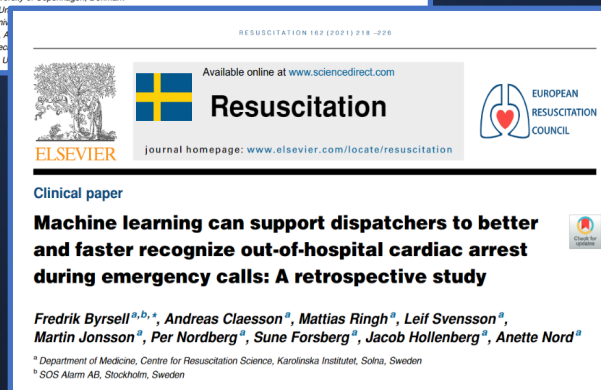 University of Copenhagen, Denmark
RESUSCITATION 162 (2021) 218–226
Available online at www.sciencedirect.com
Resuscitation
journal homepage: www.elsevier.com/locate/resuscitation
ELSEVIER
EUROPEAN
RESUSCITATION
COUNCIL
Clinical paper
Machine learning can support dispatchers to better
and faster recognize out-of-hospital cardiac arrest
during emergency calls: A retrospective study
Check for
updates
Fredrik Byrsell a,b,*, Andreas Claesson a, Mattias Ringh a, Leif Svensson a,
Martin Jonsson a, Per Nordberg a, Sune Forsberg a, Jacob Hollenberg a, Anette Nord a
a Department of Medicine, Centre for Resuscitation Science, Karolinska Institutet, Solna, Sweden
b SOS Alarm AB, Stockholm, Sweden